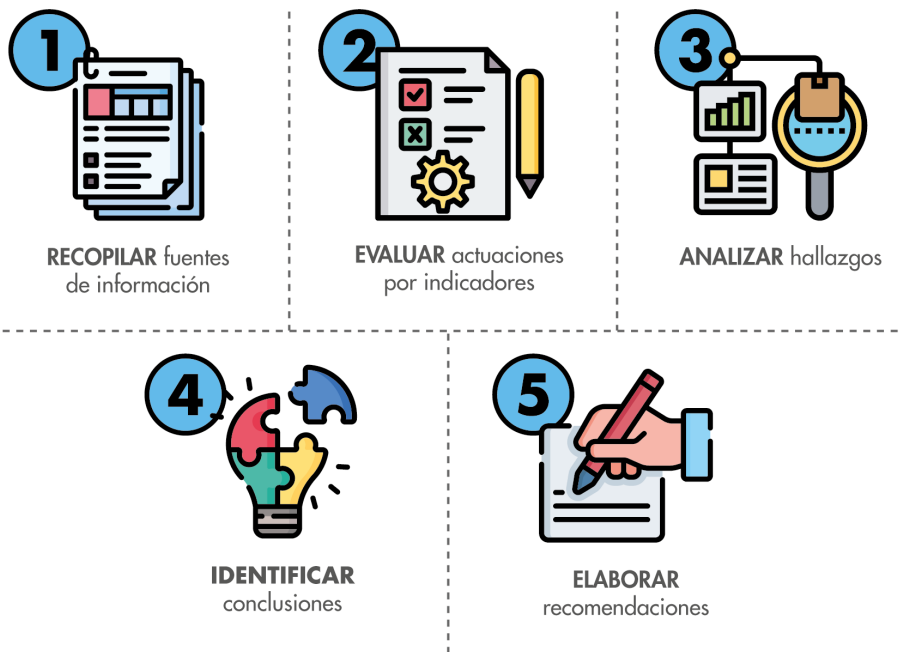 1
RECOPILAR fuentes
de información
2
EVALUAR actuaciones
por indicadores
3
ANALIZAR hallazgos
4
IDENTIFICAR
conclusiones
5
ELABORAR
recomendaciones